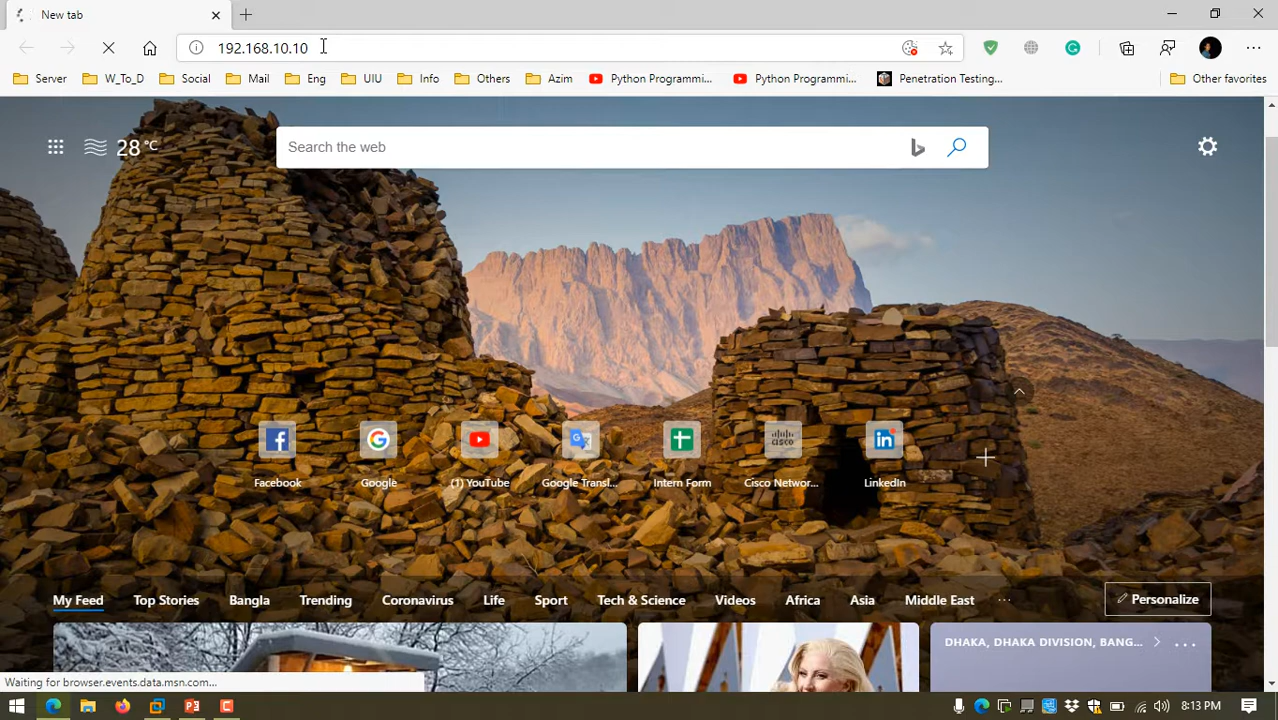 New tab
192.168.10.10
Server
W_To_D
Social
Mail
Eng
UIU
Info
Others
Azim
Python Programmi...
Python Programmi...
Penetration Testing...
Other favorites
28 °C
Search the web
Facebook
Google
(1) YouTube
Google Transl...
Intern Form
cisco
Cisco Networ...
LinkedIn
My Feed
Top Stories
Bangla
Trending
Coronavirus
Life
Sport
Tech & Science
Videos
Africa
Asia
Middle East
...
Personalize
DHAKA, DHAKA DIVISION, BANG...
Waiting for browser.events.data.msn.com...
8:13 PM